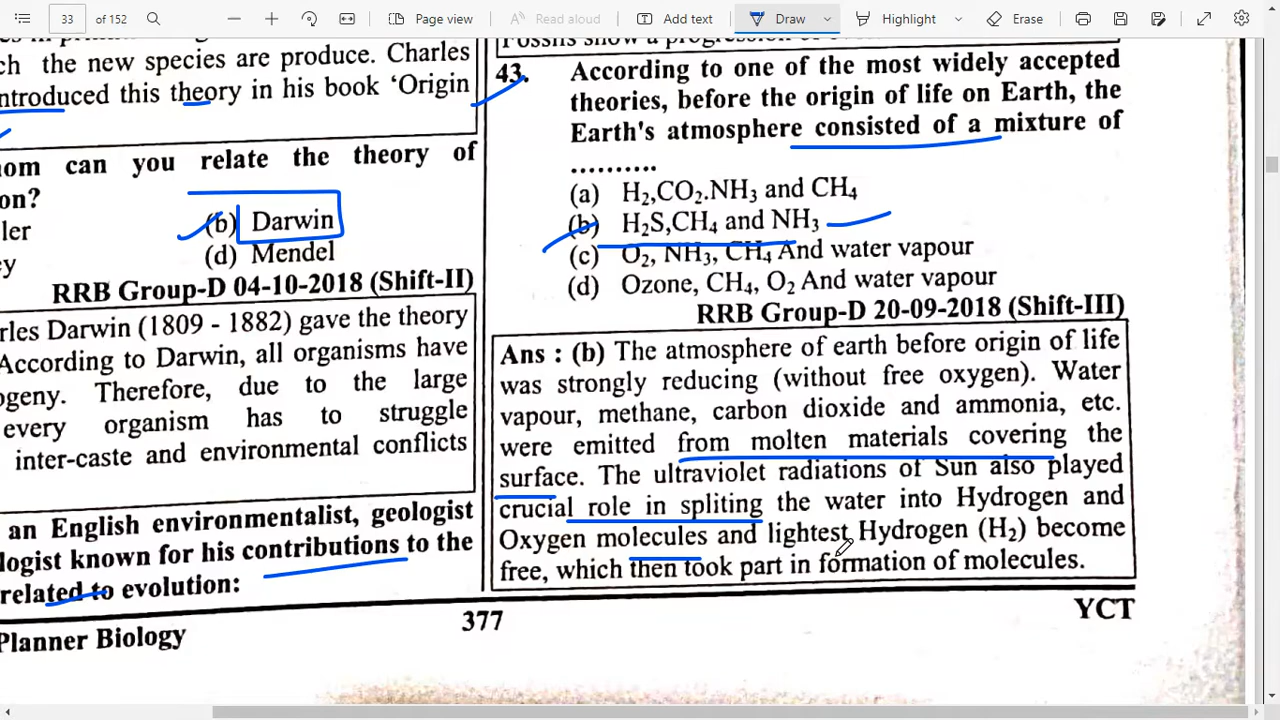 33 of 152
Page view
Read aloud
Add text
Draw
Highlight
Erase
ch the new species are produce. Charles
ntroduced this theory in his book 'Origin
nom can you relate the theory of
on?
ler
(b) Darwin
ey
(d) Mendel
RRB Group-D 04-10-2018 (Shift-II)
rles Darwin (1809 - 1882) gave the theory
According to Darwin, all organisms have
ogeny. Therefore, due to the large
every organism has to struggle
inter-caste and environmental conflicts
an English environmentalist, geologist
logist known for his contributions to the
related to evolution:
Planner Biology
377
YCT
43. According to one of the most widely accepted
theories, before the origin of life on Earth, the
Earth's atmosphere consisted of a mixture of
..........
(a) H₂,CO₂.NH₃ and CH₄
(b) H₂S,CH₄ and NH₃
(c) O₂, NH₃, CH₄ And water vapour
(d) Ozone, CH₄, O₂ And water vapour
RRB Group-D 20-09-2018 (Shift-III)
Ans : (b) The atmosphere of earth before origin of life
was strongly reducing (without free oxygen). Water
vapour, methane, carbon dioxide and ammonia, etc.
were emitted from molten materials covering the
surface. The ultraviolet radiations of Sun also played
crucial role in spliting the water into Hydrogen and
Oxygen molecules and lightest Hydrogen (H₂) become
free, which then took part in formation of molecules.